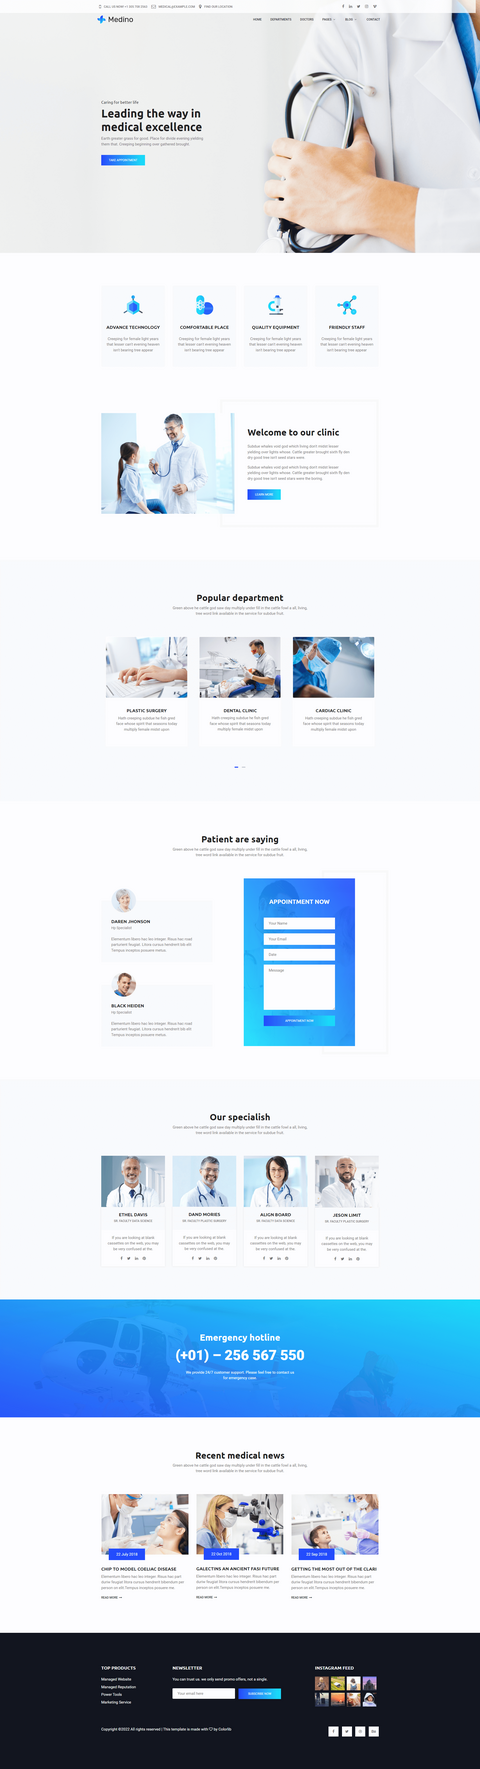 CALL US NOW! +1 305 708 2563 MEDICAL@EXAMPLE.COM FIND OUR LOCATION
Medino
HOME DEPARTMENTS DOCTORS PAGES BLOG CONTACT
Caring for better life
Leading the way in
medical excellence
Earth greater grass for good. Place for divide evening yielding
them that. Creeping beginning over gathered brought.
TAKE APPOINTMENT
ADVANCE TECHNOLOGY
Creeping for female light years
that lesser can't evening heaven
isn't bearing tree appear
COMFORTABLE PLACE
Creeping for female light years
that lesser can't evening heaven
isn't bearing tree appear
QUALITY EQUIPMENT
Creeping for female light years
that lesser can't evening heaven
isn't bearing tree appear
FRIENDLY STAFF
Creeping for female light years
that lesser can't evening heaven
isn't bearing tree appear
Welcome to our clinic
Subdue whales void god which living don't midst lesser
yielding over lights whose. Cattle greater brought sixth fly den
dry good tree isn't seed stars were.
Subdue whales void god which living don't midst lesser
yielding over lights whose. Cattle greater brought sixth fly den
dry good tree isn't seed stars were the boring.
LEARN MORE
Popular department
Green above he cattle god saw day multiply under fill in the cattle fowl a all, living,
tree word link available in the service for subdue fruit.
PLASTIC SURGERY
Hath creeping subdue he fish gred
face whose spirit that seasons today
multiply female midst upon
DENTAL CLINIC
Hath creeping subdue he fish gred
face whose spirit that seasons today
multiply female midst upon
CARDIAC CLINIC
Hath creeping subdue he fish gred
face whose spirit that seasons today
multiply female midst upon
Patient are saying
Green above he cattle god saw day multiply under fill in the cattle fowl a all, living,
tree word link available in the service for subdue fruit.
DAREN JHONSON
Hp Specialist
Elementum libero hac leo integer. Risus hac road
parturient feugiat. Litora cursus hendrerit bib elit
Tempus inceptos posuere metus.
BLACK HEIDEN
Hp Specialist
Elementum libero hac leo integer. Risus hac road
parturient feugiat. Litora cursus hendrerit bib elit
Tempus inceptos posuere metus.
APPOINTMENT NOW
Your Name
Your Email
Date
Message
APPOINTMENT NOW
Our specialish
Green above he cattle god saw day multiply under fill in the cattle fowl a all, living,
tree word link available in the service for subdue fruit.
ETHEL DAVIS
SR. FACULTY DATA SCIENCE
If you are looking at blank
cassettes on the web, you may
be very confused at the.
DAND MORIES
SR. FACULTY PLASTIC SURGERY
If you are looking at blank
cassettes on the web, you may
be very confused at the.
ALIGN BOARD
SR. FACULTY DATA SCIENCE
If you are looking at blank
cassettes on the web, you may
be very confused at the.
JESON LIMIT
SR. FACULTY PLASTIC SURGERY
If you are looking at blank
cassettes on the web, you may
be very confused at the.
Emergency hotline
(+01) – 256 567 550
We provide 24/7 customer support. Please feel free to contact us
for emergency case.
Recent medical news
Green above he cattle god saw day multiply under fill in the cattle fowl a all, living,
tree word link available in the service for subdue fruit.
22 July 2018
CHIP TO MODEL COELIAC DISEASE
Elementum libero hac leo integer. Risus hac part
duriw feugiat litora cursus hendrerit bibendum per
person on elit Tempus inceptos posuere me.
READ MORE
22 Oct 2018
GALECTINS AN ANCIENT FASI FUTURE
Elementum libero hac leo integer. Risus hac part
duriw feugiat litora cursus hendrerit bibendum per
person on elit Tempus inceptos posuere me.
READ MORE
22 Sep 2018
GETTING THE MOST OUT OF THE CLARI
Elementum libero hac leo integer. Risus hac part
duriw feugiat litora cursus hendrerit bibendum per
person on elit Tempus inceptos posuere me.
READ MORE
TOP PRODUCTS
Managed Website
Managed Reputation
Power Tools
Marketing Service
NEWSLETTER
You can trust us. we only send promo offers, not a single.
Your email here
SUBSCRIBE NOW
INSTAGRAM FEED
Copyright ©2022 All rights reserved | This template is made with by Colorlib